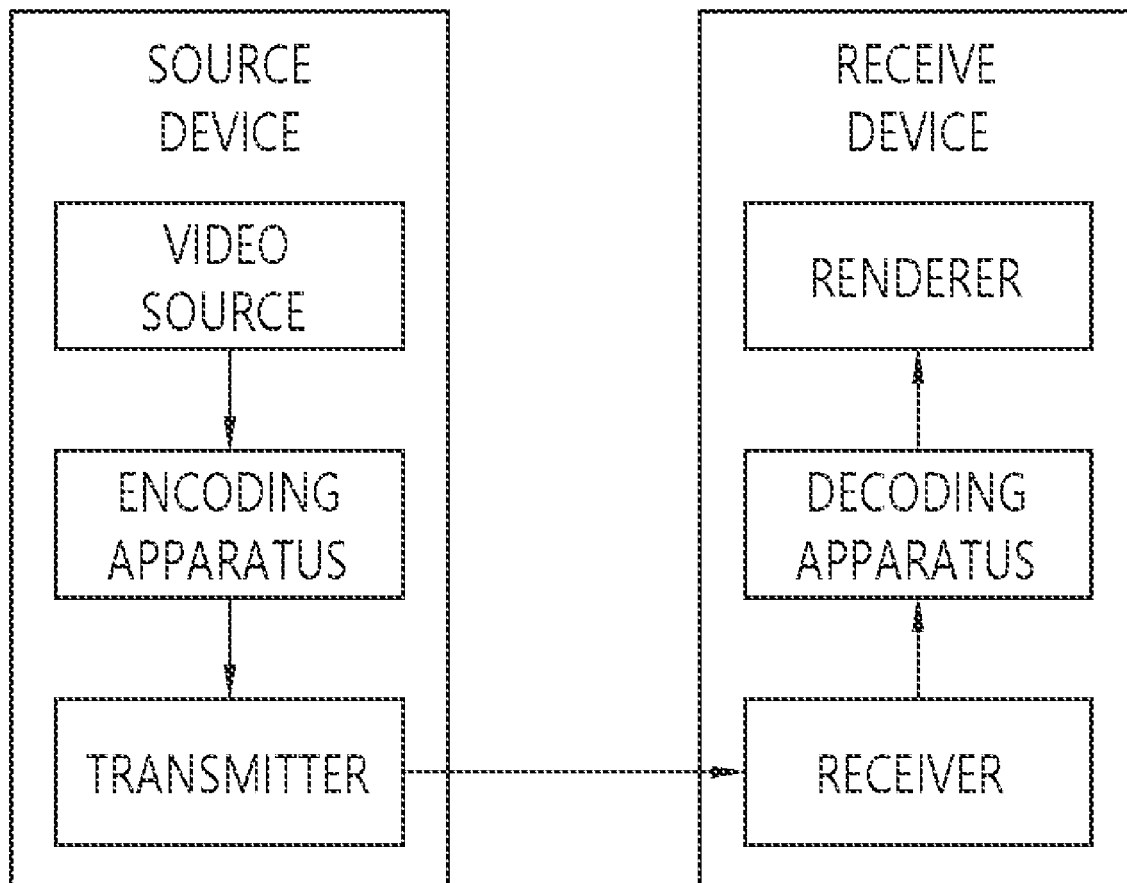 SOURCE
DEVICE
VIDEO
SOURCE
ENCODING
APPARATUS
TRANSMITTER
RECEIVE
DEVICE
RENDERER
DECODING
APPARATUS
RECEIVER